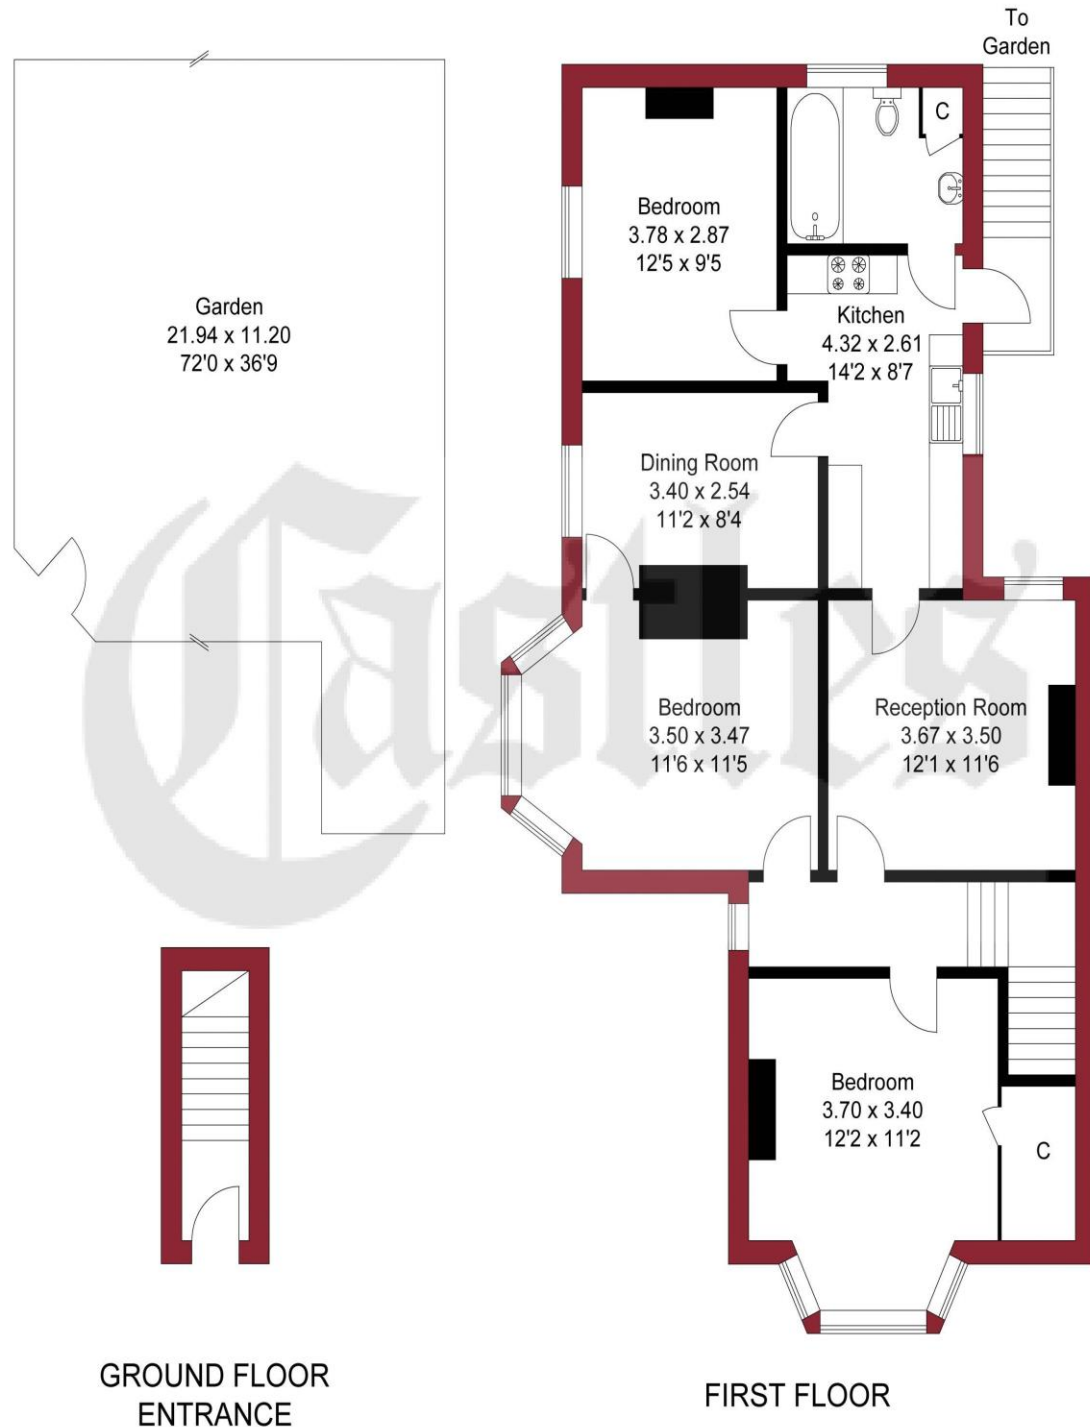 To
Garden
C
Bedroom
3.78 x 2.87
12'5 x 9'5
Garden
21.94 x 11.20
72'0 x 36'9
Kitchen
4.32 x 2.61
14'2 x 8'7
Dining Room
3.40 x 2.54
11'2 x 8'4
Castles
Bedroom
3.50 x 3.47
11'6 x 11'5
Reception Room
3.67 x 3.50
12'1 x 11'6
Bedroom
3.70 x 3.40
12'2 x 11'2
C
GROUND FLOOR
ENTRANCE
FIRST FLOOR